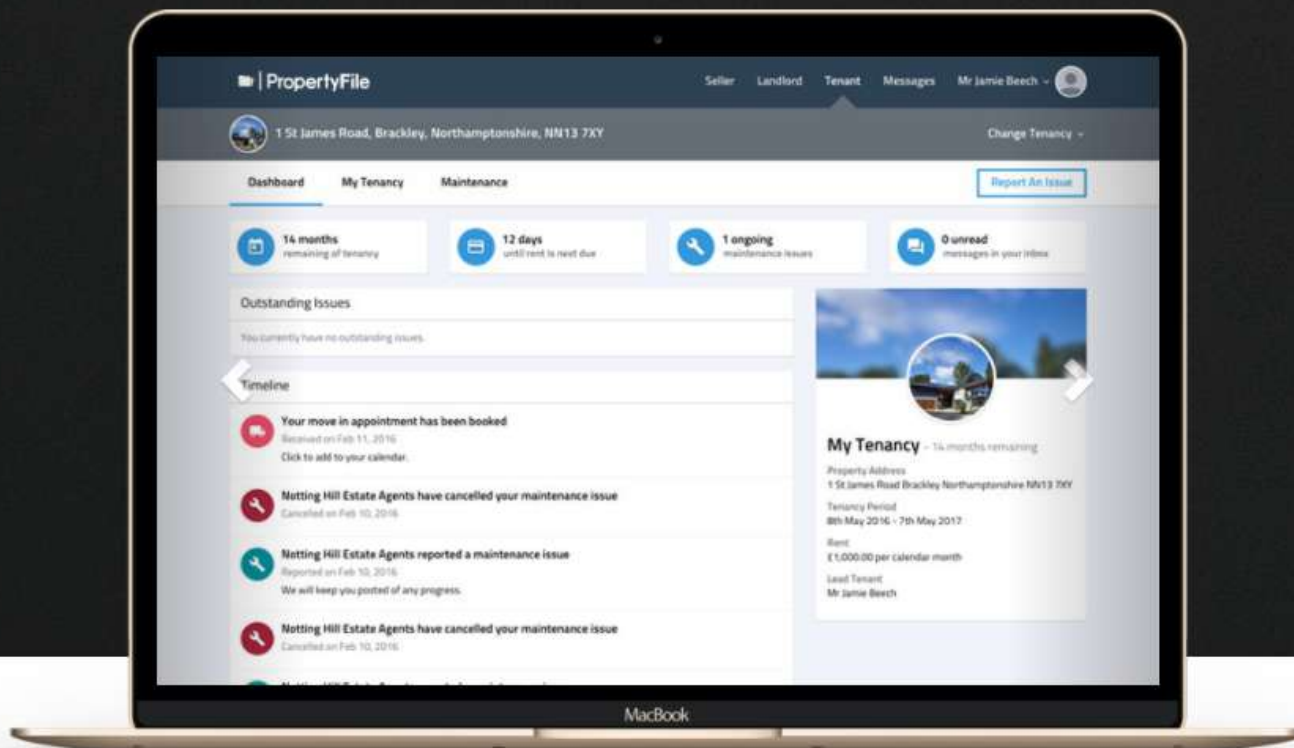 PropertyFile
Seller Landlord Tenant Messages Mr Jamie Beech
1 St James Road, Brackley, Northamptonshire, NN13 7XY
Change Tenancy
Dashboard My Tenancy Maintenance
Report An Issue
14 months
remaining of tenancy
12 days
until rent is next due
1 ongoing
maintenance issues
0 unread
messages in your inbox
Outstanding Issues
You currently have no outstanding issues.
Timeline
Your move in appointment has been booked
Received on Feb 11, 2016
Click to add to your calendar.
Notting Hill Estate Agents have cancelled your maintenance issue
Cancelled on Feb 10, 2016
Notting Hill Estate Agents reported a maintenance issue
Reported on Feb 10, 2016
We will keep you posted of any progress.
Notting Hill Estate Agents have cancelled your maintenance issue
Cancelled on Feb 10, 2016
My Tenancy - 14 months remaining
Property Address
1 St James Road Brackley Northamptonshire NN13 7XY
Tenancy Period
8th May 2016 - 7th May 2017
Rent
£1,000.00 per calendar month
Lead Tenant
Mr Jamie Beech
MacBook